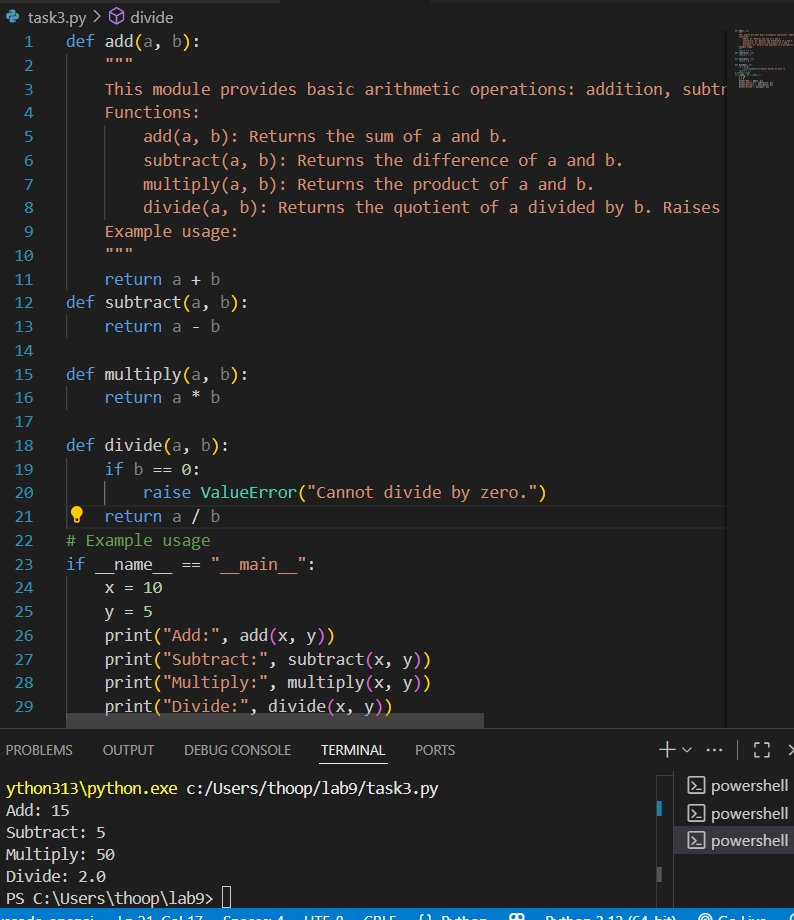 task3.py > divide
1 def add(a, b):
2 """
3 This module provides basic arithmetic operations: addition, subtr
4 Functions:
5 add(a, b): Returns the sum of a and b.
6 subtract(a, b): Returns the difference of a and b.
7 multiply(a, b): Returns the product of a and b.
8 divide(a, b): Returns the quotient of a divided by b. Raises
9 Example usage:
10 """
11 return a + b
12 def subtract(a, b):
13 return a - b
14
15 def multiply(a, b):
16 return a * b
17
18 def divide(a, b):
19 if b == 0:
20 raise ValueError("Cannot divide by zero.")
21 return a / b
22 # Example usage
23 if __name__ == "__main__":
24 x = 10
25 y = 5
26 print("Add:", add(x, y))
27 print("Subtract:", subtract(x, y))
28 print("Multiply:", multiply(x, y))
29 print("Divide:", divide(x, y))
PROBLEMS OUTPUT DEBUG CONSOLE TERMINAL PORTS
ython313\python.exe c:/Users/thoop/lab9/task3.py
Add: 15
Subtract: 5
Multiply: 50
Divide: 2.0
PS C:\Users\thoop\lab9>
powershell
powershell
powershell
Ln 21, Col 17 Spaces: 4 UTF-8 CRLF {} Python Python 3.13 (64-bit) Go Live